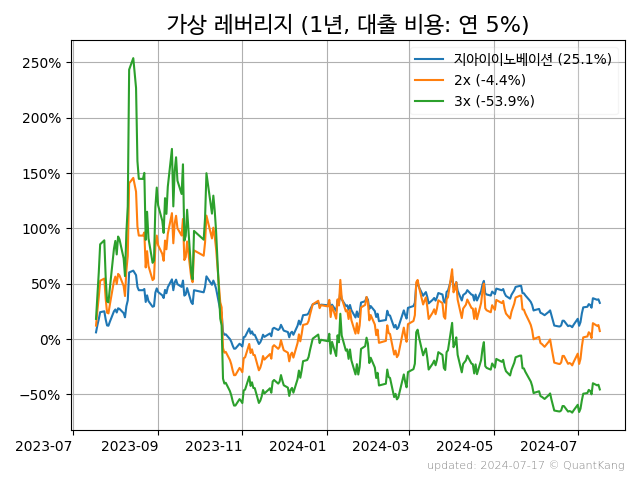 가상 레버리지 (1년, 대출 비용: 연 5%)
지아이이노베이션 (25.1%)
2x (-4.4%)
3x (-53.9%)
250%
200%
150%
100%
50%
0%
−50%
2023-07 2023-09 2023-11 2024-01 2024-03 2024-05 2024-07
updated: 2024-07-17 © QuantKang